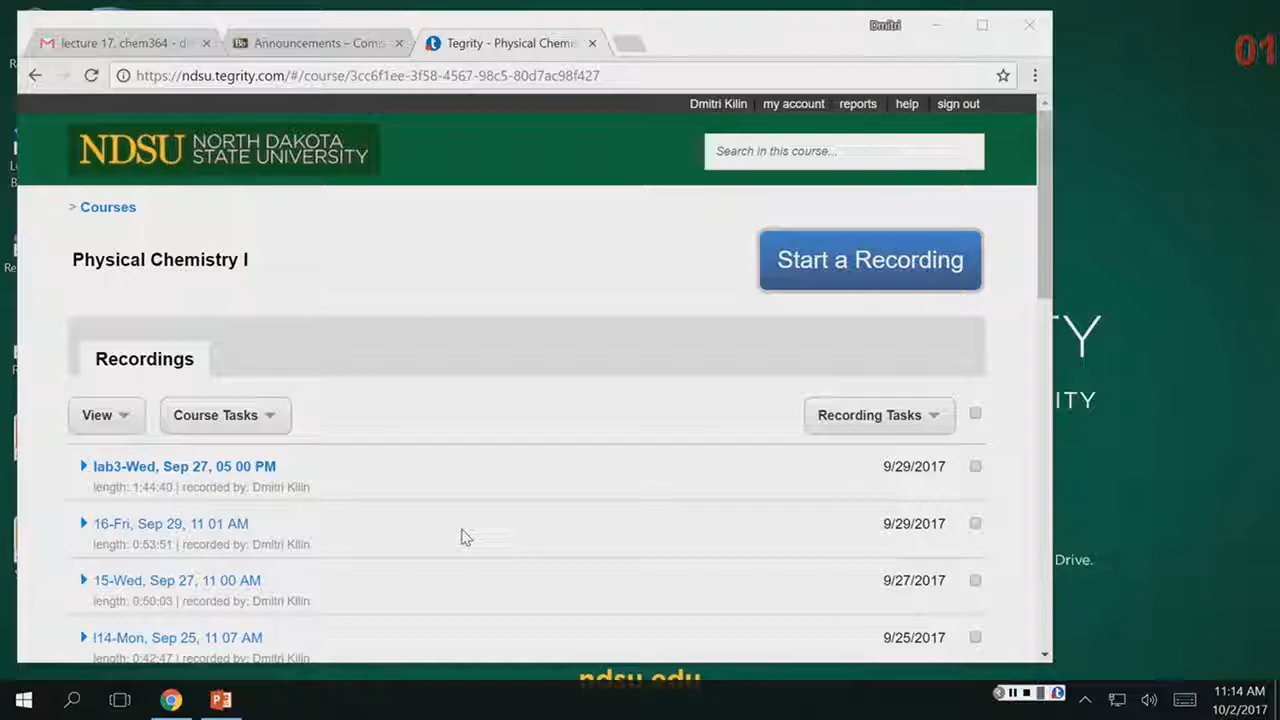 Dmitri
lecture 17, chem364 - d
Announcements – Com
Tegrity - Physical Chemis
01
https://ndsu.tegrity.com/#/course/3cc6f1ee-3f58-4567-98c5-80d7ac98f427
Dmitri Kilin my account reports help sign out
NDSU NORTH DAKOTA
STATE UNIVERSITY
Search in this course...
> Courses
Physical Chemistry I
Start a Recording
TY
Recordings
ITY
View
Course Tasks
Recording Tasks
lab3-Wed, Sep 27, 05 00 PM 9/29/2017
length: 1:44:40 | recorded by: Dmitri Kilin
16-Fri, Sep 29, 11 01 AM 9/29/2017
length: 0:53:51 | recorded by: Dmitri Kilin
Drive.
15-Wed, Sep 27, 11 00 AM 9/27/2017
length: 0:50:03 | recorded by: Dmitri Kilin
l14-Mon, Sep 25, 11 07 AM 9/25/2017
length: 0:42:47 | recorded by: Dmitri Kilin
ndsu.edu
11:14 AM
10/2/2017